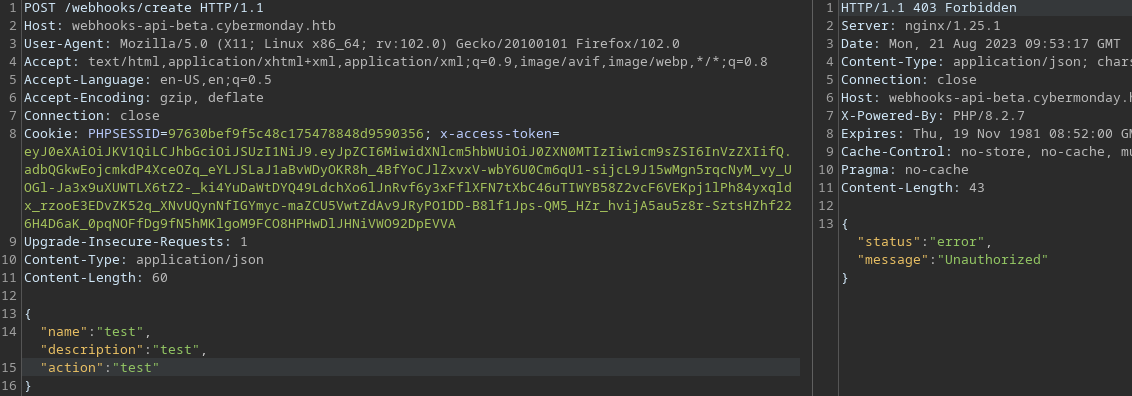 1 POST /webhooks/create HTTP/1.1
2 Host: webhooks-api-beta.cybermonday.htb
3 User-Agent: Mozilla/5.0 (X11; Linux x86_64; rv:102.0) Gecko/20100101 Firefox/102.0
4 Accept: text/html,application/xhtml+xml,application/xml;q=0.9,image/avif,image/webp,*/*;q=0.8
5 Accept-Language: en-US,en;q=0.5
6 Accept-Encoding: gzip, deflate
7 Connection: close
8 Cookie: PHPSESSID=97630bef9f5c48c175478848d9590356; x-access-token=
eyJ0eXAiOiJKV1QiLCJhbGciOiJSUzI1NiJ9.eyJpZCI6MiwidXNlcm5hbWUiOiJ0ZXN0MTIzIiwicm9sZSI6InVzZXIifQ.
adbQGkwEojcmkdP4XceOZq_eYLJSLaJ1aBvWDyOKR8h_4BfYoCJlZxvxV-wbY6U0Cm6qU1-sijcL9J15wMgn5rqcNyM_vy_U
OGl-Ja3x9uXUWTLX6tZ2-_ki4YuDaWtDYQ49LdchXo6lJnRvf6y3xFflXFN7tXbC46uTIWYB58Z2vcF6VEKpj1lPh84yxqld
x_rzooE3EDvZK52q_XNvUQynNfIGYmyc-maZCU5VwtZdAv9JRyPO1DD-B8lf1Jps-QM5_HZr_hvijA5au5z8r-SztsHZhf22
6H4D6aK_0pqNOFfDg9fN5hMKlgoM9FCO8HPHwDlJHNiVWO92DpEVVA
9 Upgrade-Insecure-Requests: 1
10 Content-Type: application/json
11 Content-Length: 60
12
13 {
14 "name":"test",
"description":"test",
15 "action":"test"
16 }
1 HTTP/1.1 403 Forbidden
2 Server: nginx/1.25.1
3 Date: Mon, 21 Aug 2023 09:53:17 GMT
4 Content-Type: application/json;
5 Connection: close
6 Host: webhooks-api-beta.cybermonday.
7 X-Powered-By: PHP/8.2.7
8 Expires: Thu, 19 Nov 1981 08:52:00
9 Cache-Control: no-store, no-cache,
10 Pragma: no-cache
11 Content-Length: 43
12
13 {
"status":"error",
"message":"Unauthorized"
}